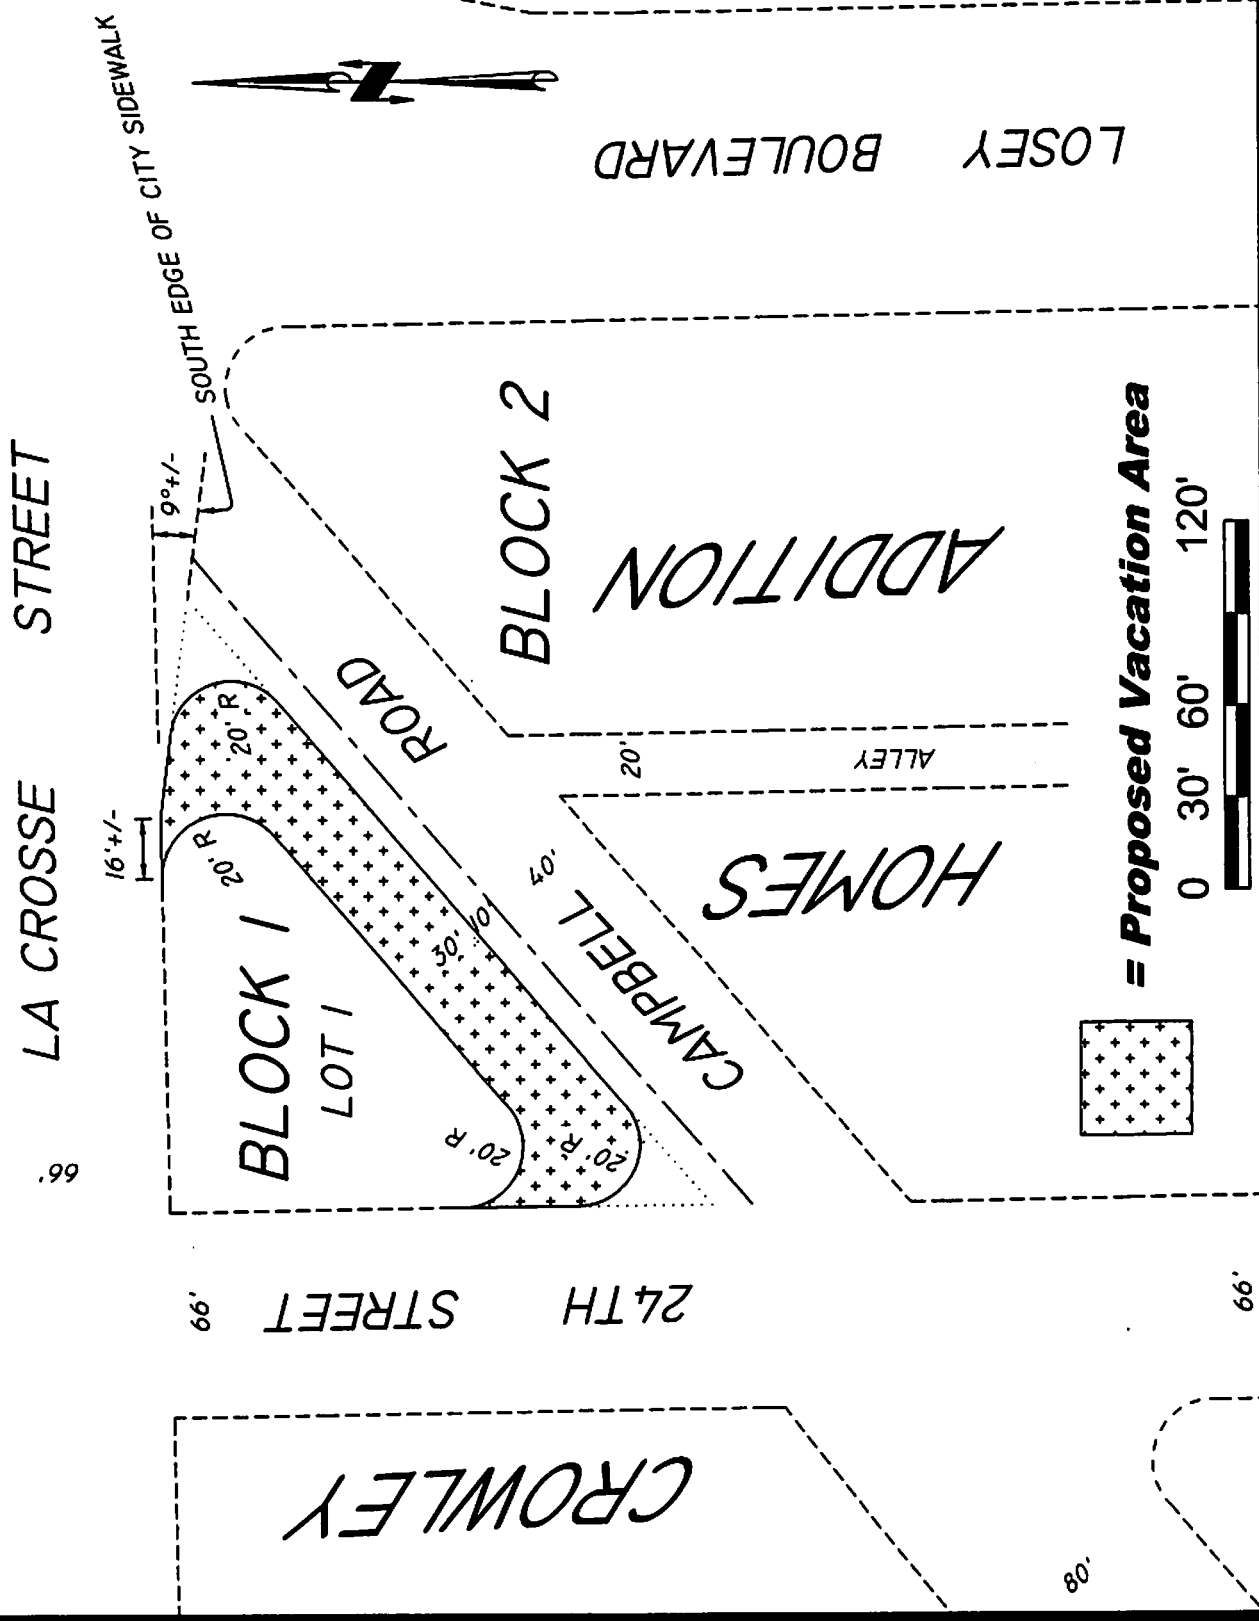 LA CROSSE STREET
66'
SOUTH EDGE OF CITY SIDEWALK
9°+/-
16'+/-
20' R
20' R
BLOCK 1
LOT 1
30'
10'
20' R
20' R
CAMPBELL ROAD
40'
BLOCK 2
20'
ALLEY
LOSEY BOULEVARD
24TH STREET
66'
66'
CROWLEY HOMES ADDITION
80'
= Proposed Vacation Area
0 30' 60' 120'